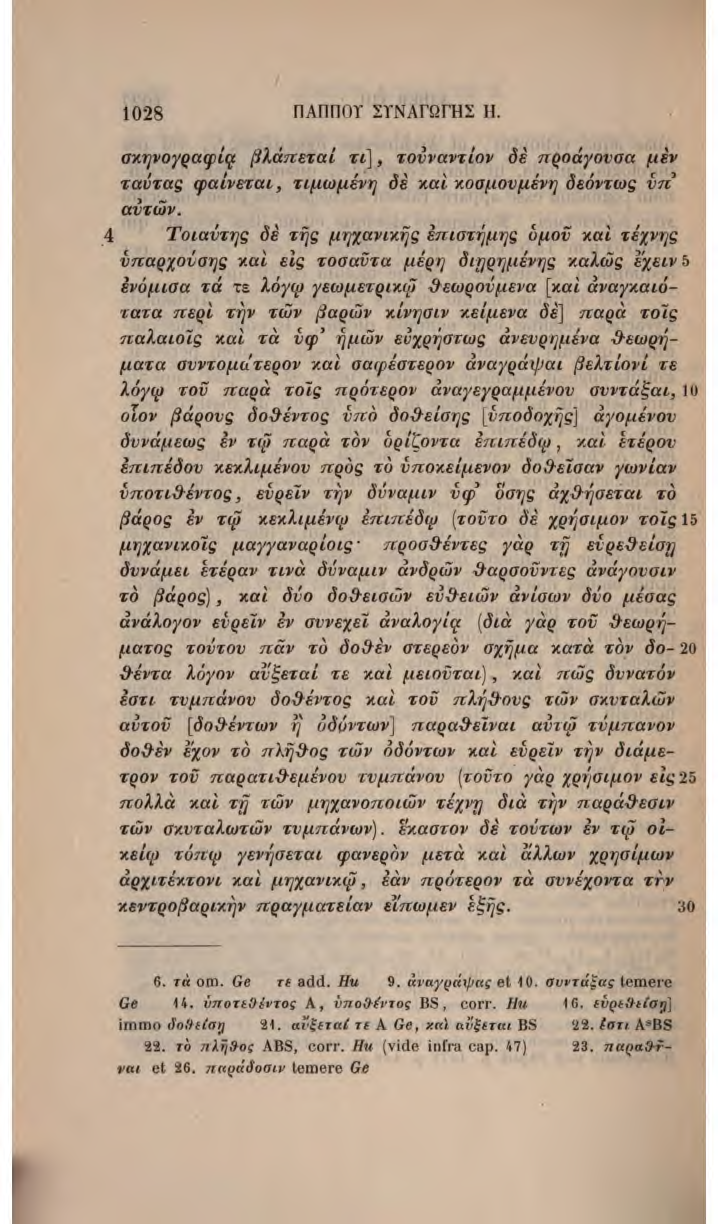 1028 ΠΑΠΠΟΥ ΣΥΝΑΓΩΓΗΣ Η.
σκηνογραφίᾳ βλάπτεταί τι], τοὐναντίον δὲ προάγουσα μὲν
ταύτας φαίνεται, τιμωμένη δὲ καὶ κοσμουμένη δεόντως ὑπ᾽
αὐτῶν.
4 Τοιαύτης δὲ τῆς μηχανικῆς ἐπιστήμης ὁμοῦ καὶ τέχνης
ὑπαρχούσης καὶ εἰς τοσαῦτα μέρη διῃρημένης καλῶς ἔχειν 5
ἐνόμισα τά τε λόγῳ γεωμετρικῷ θεωρούμενα [καὶ ἀναγκαιό-
τατα περὶ τὴν τῶν βαρῶν κίνησιν κείμενα δὲ] παρὰ τοῖς
παλαιοῖς καὶ τὰ ὑφ᾽ ἡμῶν εὐχρήστως ἀνευρημένα θεωρή-
ματα συντομώτερον καὶ σαφέστερον ἀναγράψαι βελτίονί τε
λόγῳ τοῦ παρὰ τοῖς πρότερον ἀναγεγραμμένου συντάξαι, 10
οἷον βάρους δοθέντος ὑπὸ δοθείσης [ὑποδοχῆς] ἀγομένου
δυνάμεως ἐν τῷ παρὰ τὸν ὁρίζοντα ἐπιπέδῳ, καὶ ἑτέρου
ἐπιπέδου κεκλιμένου πρὸς τὸ ὑποκείμενον δοθεῖσαν γωνίαν
ὑποτιθέντος, εὑρεῖν τὴν δύναμιν ὑφ᾽ ὅσης ἀχθήσεται τὸ
βάρος ἐν τῷ κεκλιμένῳ ἐπιπέδῳ (τοῦτο δὲ χρήσιμον τοῖς 15
μηχανικοῖς μαγγαναρίοις· προσθέντες γὰρ τῇ εὑρεθείσῃ
δυνάμει ἑτέραν τινὰ δύναμιν ἀνδρῶν θαρσοῦντες ἀνάγουσιν
τὸ βάρος), καὶ δύο δοθεισῶν εὐθειῶν ἀνίσων δύο μέσας
ἀνάλογον εὑρεῖν ἐν συνεχεῖ ἀναλογίᾳ (διὰ γὰρ τοῦ θεωρή-
ματος τούτου πᾶν τὸ δοθὲν στερεὸν σχῆμα κατὰ τὸν δο- 20
θέντα λόγον αὔξεταί τε καὶ μειοῦται), καὶ πῶς δυνατόν
ἐστι τυμπάνου δοθέντος καὶ τοῦ πλήθους τῶν σκυταλῶν
αὐτοῦ [δοθέντων ἢ ὀδόντων] παραθεῖναι αὐτῷ τύμπανον
δοθὲν ἔχον τὸ πλῆθος τῶν ὀδόντων καὶ εὑρεῖν τὴν διάμε-
τρον τοῦ παρατιθεμένου τυμπάνου (τοῦτο γὰρ χρήσιμον εἰς 25
πολλὰ καὶ τῇ τῶν μηχανοποιῶν τέχνῃ διὰ τὴν παράθεσιν
τῶν σκυταλωτῶν τυμπάνων). ἕκαστον δὲ τούτων ἐν τῷ οἰ-
κείῳ τόπῳ γενήσεται φανερὸν μετὰ καὶ ἄλλων χρησίμων
ἀρχιτέκτονι καὶ μηχανικῷ, ἐὰν πρότερον τὰ συνέχοντα τὴν
κεντροβαρικὴν πραγματείαν εἴπωμεν ἑξῆς. 30
6. τὰ om. Ge τε add. Hu 9. ἀναγράψας et 10. συντάξας temere
Ge 14. ὑποτεθέντος A, ὑποθέντος BS, corr. Hu 16. εὑρεθείσῃ]
immo δοθείσῃ 21. αὔξεταί τε A Ge, καὶ αὔξεται BS 22. ἔστι AᵃBS
22. τὸ πλῆθος ABS, corr. Hu (vide infra cap. 47) 23. παραθῆ-
ναι et 26. παράδοσιν temere Ge